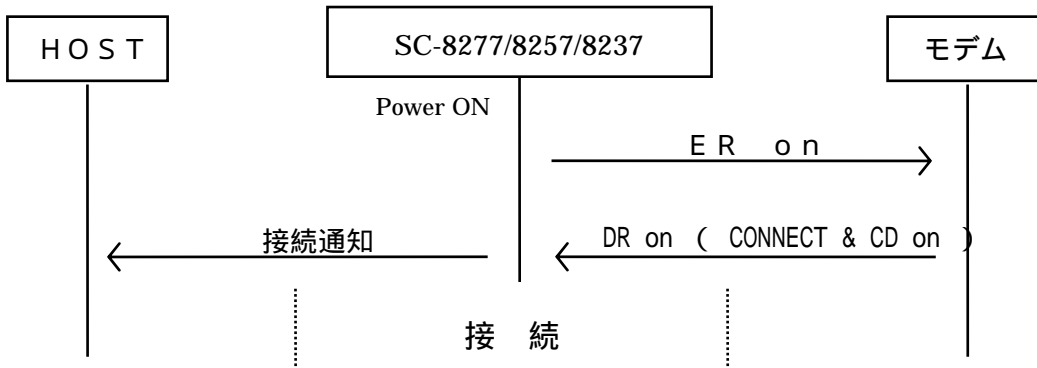 ＨＯＳＴ
SC-8277/8257/8237
モデム
Power ON
ＥＲ　ｏｎ
接続通知
DR on ( CONNECT & CD on )
接　続